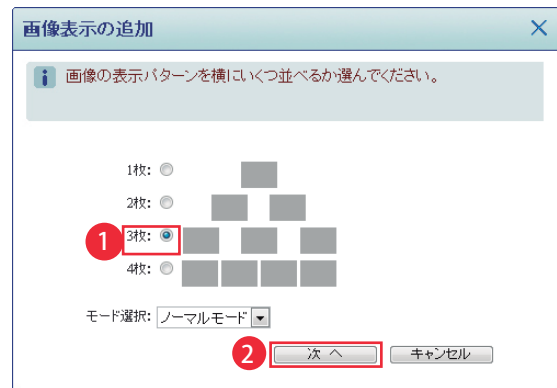 画像表示の追加
i 画像の表示パターンを横にいくつ並べるか選んでください。
1枚:
2枚:
1 3枚:
4枚:
モード選択: ノーマルモード
2 次 へ キャンセル